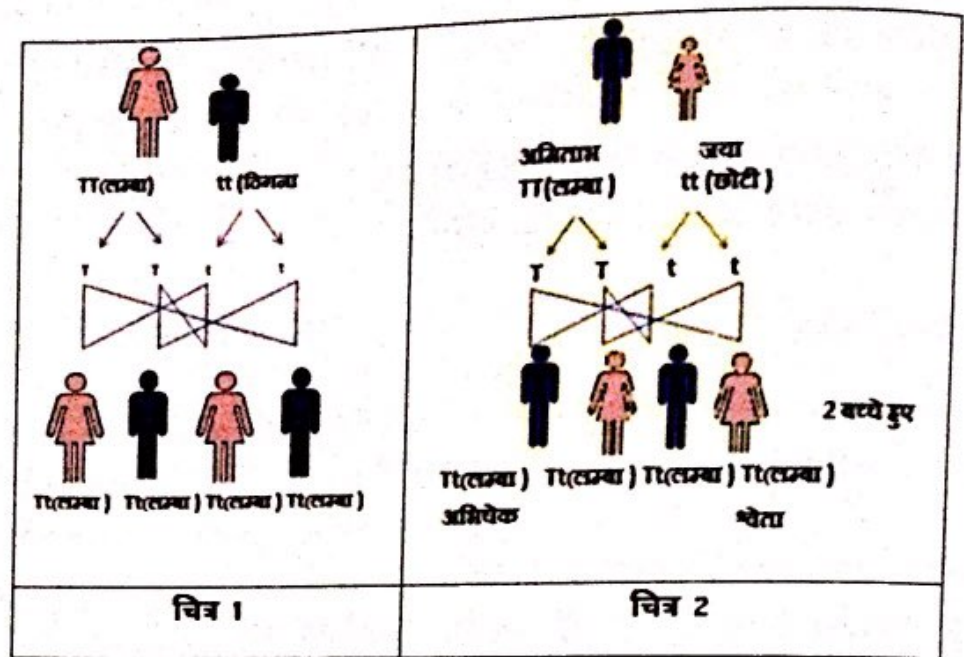 TT(लम्बा) tt (ठिगना
T T t t
Tt(लम्बा) Tt(लम्बा) Tt(लम्बा) Tt(लम्बा)
चित्र 1
अमिताभ जया
TT(लम्बा) tt (छोटी)
T T t t
2 बच्चे हुए
Tt(लम्बा) Tt(लम्बा) Tt(लम्बा) Tt(लम्बा)
अभिषेक श्वेता
चित्र 2